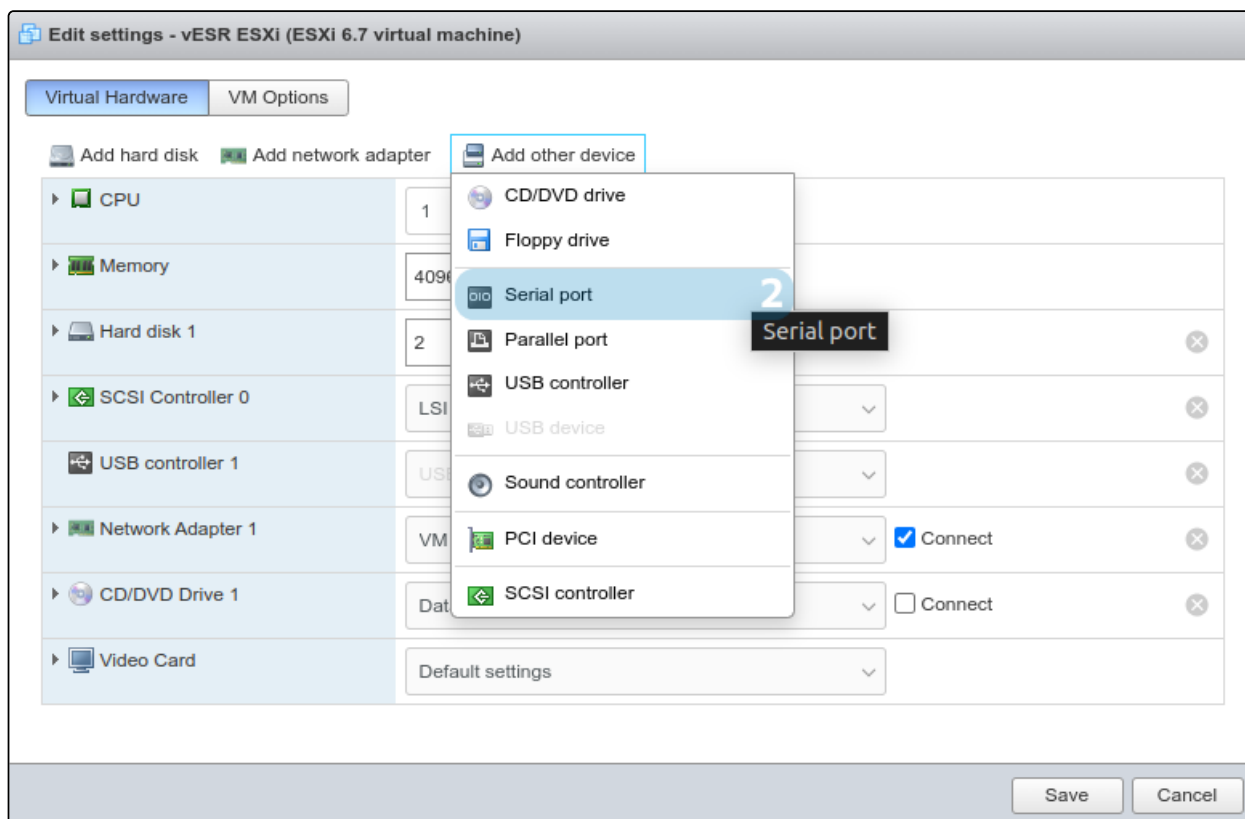 Edit settings - vESR ESXi (ESXi 6.7 virtual machine)
Virtual Hardware VM Options
Add hard disk Add network adapter Add other device
CPU 1
CD/DVD drive
Floppy drive
Memory 4096
Serial port 2
Serial port
Hard disk 1 2
Parallel port
USB controller
SCSI Controller 0 LSI
USB device
USB controller 1 USB
Sound controller
Network Adapter 1 VM
PCI device
Connect
CD/DVD Drive 1 Dat
SCSI controller
Connect
Video Card Default settings
Save Cancel